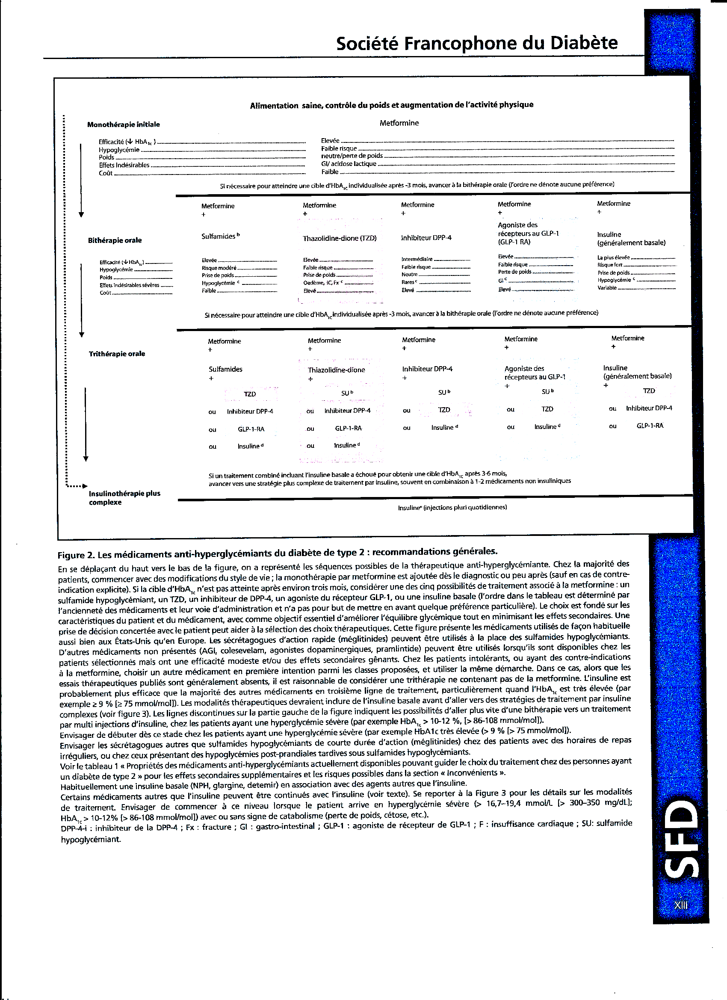 Société Francophone du Diabète
Alimentation saine, contrôle du poids et augmentation de l'activité physique
Monothérapie initiale
Metformine
Efficacité (↓ HbA1c)
Elevée
Hypoglycémie
Faible risque
Poids
neutre/perte de poids
Effets Indésirables
GI/ acidose lactique
Coût
Faible
Si nécessaire pour atteindre une cible d'HbA1c individualisée après -3 mois, avancer à la bithérapie orale (l'ordre ne dénote aucune préférence)
Metformine + Metformine + Metformine + Metformine + Metformine +
Bithérapie orale
Sulfamides b
Thazolidine-dione (TZD)
Inhibiteur DPP-4
Agoniste des
récepteurs au GLP-1
(GLP-1 RA)
Insuline
(généralement basale)
Efficacité (↓ HbA1c) Elevée Elevée Intermédiaire Elevée La plus élevée
Hypoglycémie Risque modéré Faible risque Faible risque Faible risque Risque fort
Poids Prise de poids Prise de poids Neutre Perte de poids Prise de poids
Effets indésirables sévères Hypoglycémie c Oedème, IC, Fx c Rares c GI c Hypoglycémie c
Coût Faible Elevé Elevé Elevé Variable
Si nécessaire pour atteindre une cible d'HbA1c individualisée après -3 mois, avancer à la bithérapie orale (l'ordre ne dénote aucune préférence)
Metformine + Metformine + Metformine + Metformine + Metformine +
Trithérapie orale
Sulfamides
+
Thiazolidine-dione
+
Inhibiteur DPP-4
+
Agoniste des
récepteurs au GLP-1
+
Insuline
(généralement basale)
+
TZD SU b SU b SU b TZD
ou Inhibiteur DPP-4 ou Inhibiteur DPP-4 ou TZD ou TZD ou Inhibiteur DPP-4
ou GLP-1-RA ou GLP-1-RA ou Insuline d ou Insuline d ou GLP-1-RA
ou Insuline d ou Insuline d
Si un traitement combiné incluant l'insuline basale a échoué pour obtenir une cible d'HbA1c après 3-6 mois,
avancer vers une stratégie plus complexe de traitement par insuline, souvent en combinaison à 1-2 médicaments non insuliniques
Insulinothérapie plus
complexe
Insuline e (injections pluri quotidiennes)
Figure 2. Les médicaments anti-hyperglycémiants du diabète de type 2 : recommandations générales.
En se déplaçant du haut vers le bas de la figure, on a représenté les séquences possibles de la thérapeutique anti-hyperglycémiante. Chez la majorité des
patients, commencer avec des modifications du style de vie ; la monothérapie par metformine est ajoutée dès le diagnostic ou peu après (sauf en cas de contre-
indication explicite). Si la cible d'HbA1c n'est pas atteinte après environ trois mois, considérer une des cinq possibilités de traitement associé à la metformine : un
sulfamide hypoglycémiant, un TZD, un inhibiteur de DPP-4, un agoniste du récepteur GLP-1, ou une insuline basale (l'ordre dans le tableau est déterminé par
l'ancienneté des médicaments et leur voie d'administration et n'a pas pour but de mettre en avant quelque préférence particulière). Le choix est fondé sur les
caractéristiques du patient et du médicament, avec comme objectif essentiel d'améliorer l'équilibre glycémique tout en minimisant les effets secondaires. Une
prise de décision concertée avec le patient peut aider à la sélection des choix thérapeutiques. Cette figure présente les médicaments utilisés de façon habituelle
aussi bien aux États-Unis qu'en Europe. Les sécrétagogues d'action rapide (méglitinides) peuvent être utilisés à la place des sulfamides hypoglycémiants.
D'autres médicaments non présentés (AGI, colesevelam, agonistes dopaminergiques, pramlintide) peuvent être utilisés lorsqu'ils sont disponibles chez les
patients sélectionnés mais ont une efficacité modeste et/ou des effets secondaires gênants. Chez les patients intolérants, ou ayant des contre-indications
à la metformine, choisir un autre médicament en première intention parmi les classes proposées, et utiliser la même démarche. Dans ce cas, alors que les
essais thérapeutiques publiés sont généralement absents, il est raisonnable de considérer une trithérapie ne contenant pas de la metformine. L'insuline est
probablement plus efficace que la majorité des autres médicaments en troisième ligne de traitement, particulièrement quand l'HbA1c est très élevée (par
exemple ≥ 9 % [≥ 75 mmol/mol]). Les modalités thérapeutiques devraient inclure de l'insuline basale avant d'aller vers des stratégies de traitement par insuline
complexes (voir figure 3). Les lignes discontinues sur la partie gauche de la figure indiquent les possibilités d'aller plus vite d'une bithérapie vers un traitement
par multi injections d'insuline, chez les patients ayant une hyperglycémie sévère (par exemple HbA1c > 10-12 %, [> 86-108 mmol/mol]).
Envisager de débuter dès ce stade chez les patients ayant une hyperglycémie sévère (par exemple HbA1c très élevée (> 9 % [> 75 mmol/mol]).
Envisager les sécrétagogues autres que sulfamides hypoglycémiants de courte durée d'action (méglitinides) chez des patients avec des horaires de repas
irréguliers, ou chez ceux présentant des hypoglycémies post-prandiales tardives sous sulfamides hypoglycémiants.
Voir le tableau 1 « Propriétés des médicaments anti-hyperglycémiants actuellement disponibles pouvant guider le choix du traitement chez des personnes ayant
un diabète de type 2 » pour les effets secondaires supplémentaires et les risques possibles dans la section « Inconvénients ».
Habituellement une insuline basale (NPH, glargine, detemir) en association avec des agents autres que l'insuline.
Certains médicaments autres que l'insuline peuvent être continués avec l'insuline (voir texte). Se reporter à la Figure 3 pour les détails sur les modalités
de traitement. Envisager de commencer à ce niveau lorsque le patient arrive en hyperglycémie sévère (> 16,7–19,4 mmol/L [> 300–350 mg/dL];
HbA1c > 10-12% [> 86-108 mmol/mol]) avec ou sans signe de catabolisme (perte de poids, cétose, etc.).
DPP-4-i : inhibiteur de la DPP-4 ; Fx : fracture ; GI : gastro-intestinal ; GLP-1 : agoniste de récepteur de GLP-1 ; F : insuffisance cardiaque ; SU: sulfamide
hypoglycémiant.
SFD
XIII